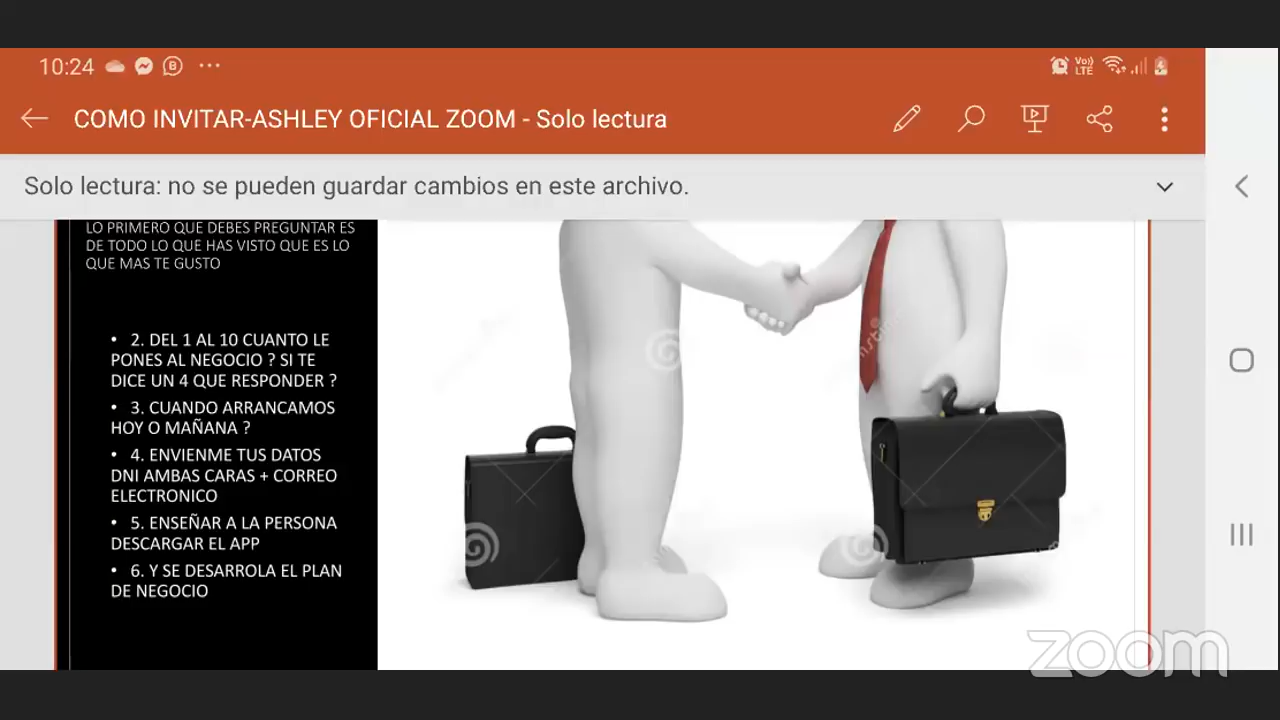 10:24
Vo))
LTE
COMO INVITAR-ASHLEY OFICIAL ZOOM - Solo lectura
Solo lectura: no se pueden guardar cambios en este archivo.
LO PRIMERO QUE DEBES PREGUNTAR ES
DE TODO LO QUE HAS VISTO QUE ES LO
QUE MAS TE GUSTO
• 2. DEL 1 AL 10 CUANTO LE
PONES AL NEGOCIO ? SI TE
DICE UN 4 QUE RESPONDER ?
• 3. CUANDO ARRANCAMOS
HOY O MAÑANA ?
• 4. ENVIENME TUS DATOS
DNI AMBAS CARAS + CORREO
ELECTRONICO
• 5. ENSEÑAR A LA PERSONA
DESCARGAR EL APP
• 6. Y SE DESARROLA EL PLAN
DE NEGOCIO
zoom